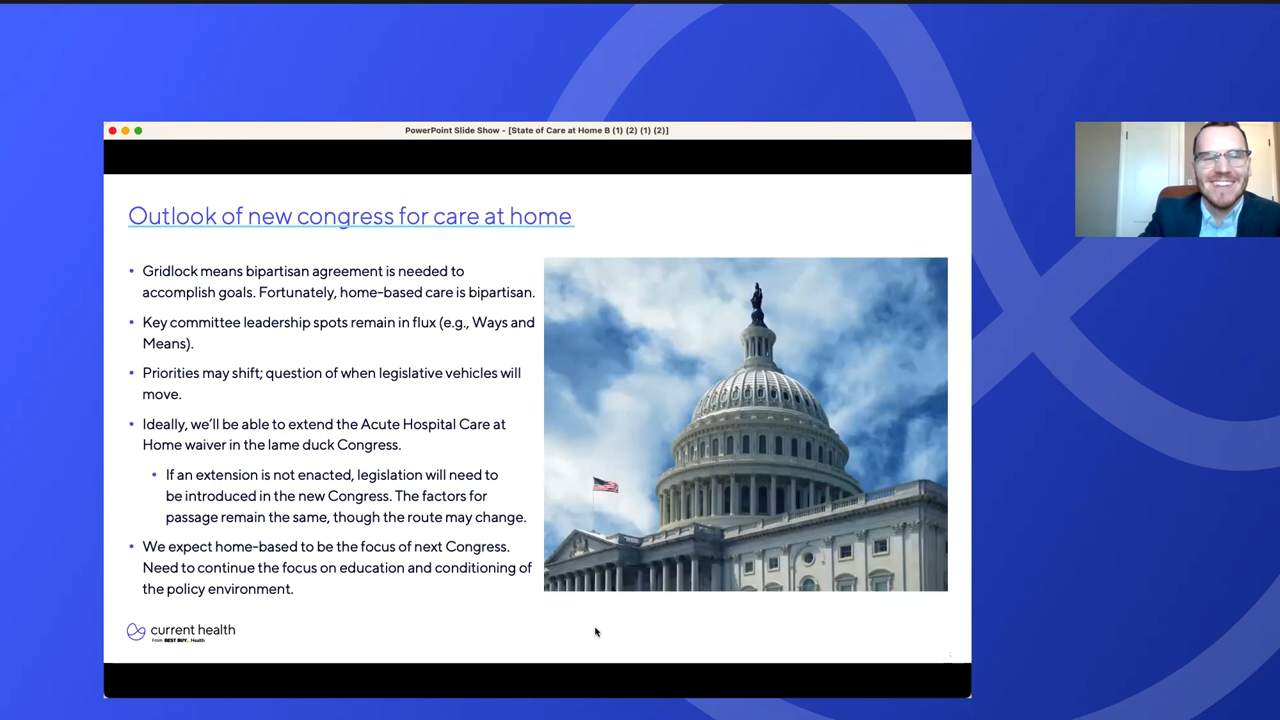 PowerPoint Slide Show - [State of Care at Home B (1) (2) (1) (2)]
Outlook of new congress for care at home
• Gridlock means bipartisan agreement is needed to
accomplish goals. Fortunately, home-based care is bipartisan.
• Key committee leadership spots remain in flux (e.g., Ways and
Means).
• Priorities may shift; question of when legislative vehicles will
move.
• Ideally, we'll be able to extend the Acute Hospital Care at
Home waiver in the lame duck Congress.
• If an extension is not enacted, legislation will need to
be introduced in the new Congress. The factors for
passage remain the same, though the route may change.
• We expect home-based to be the focus of next Congress.
Need to continue the focus on education and conditioning of
the policy environment.
current health
From BEST BUY Health